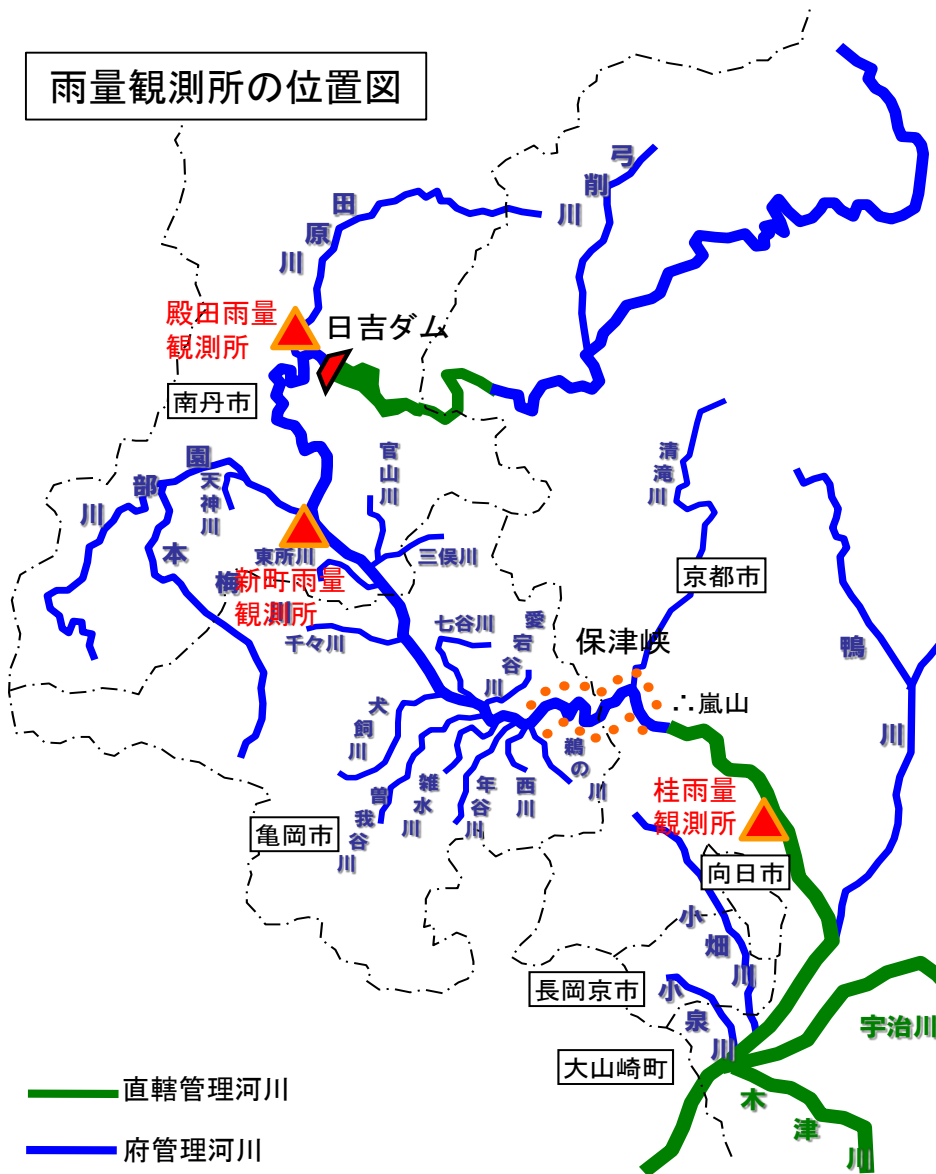 雨量観測所の位置図
弓削川
田原川
殿田雨量
観測所
日吉ダム
南丹市
園部川
天神川
官山川
清滝川
本梅川
東所川
三俣川
新町雨量
観測所
京都市
千々川
七谷川
愛宕谷川
保津峡
鴨川
∴嵐山
犬飼川
鵜の川
曽我谷川
雑水川
年谷川
西川
桂雨量
観測所
亀岡市
向日市
小畑川
長岡京市
小泉川
宇治川
大山崎町
木津川
直轄管理河川
府管理河川